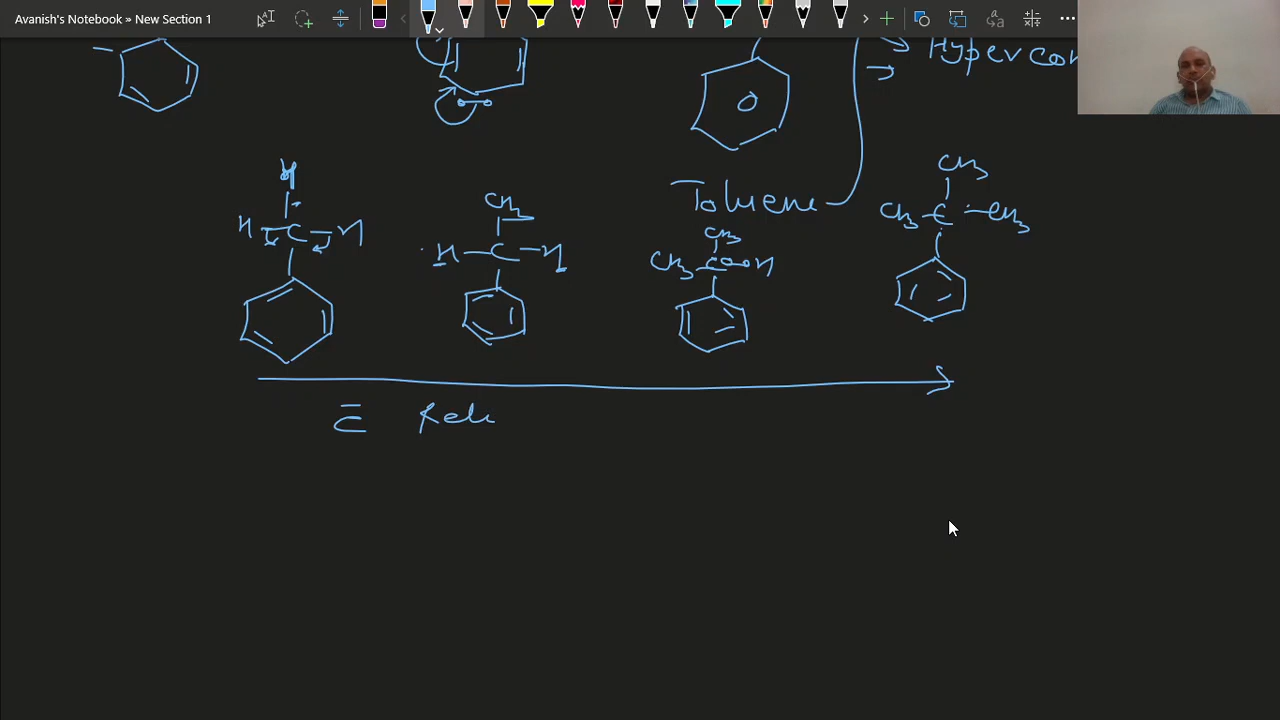 Avanish's Notebook » New Section 1
Hypercon
Toluene
H
H C H
CH3
H C H
CH3
CH3 C H
CH3
CH3 C CH3
ē Rele